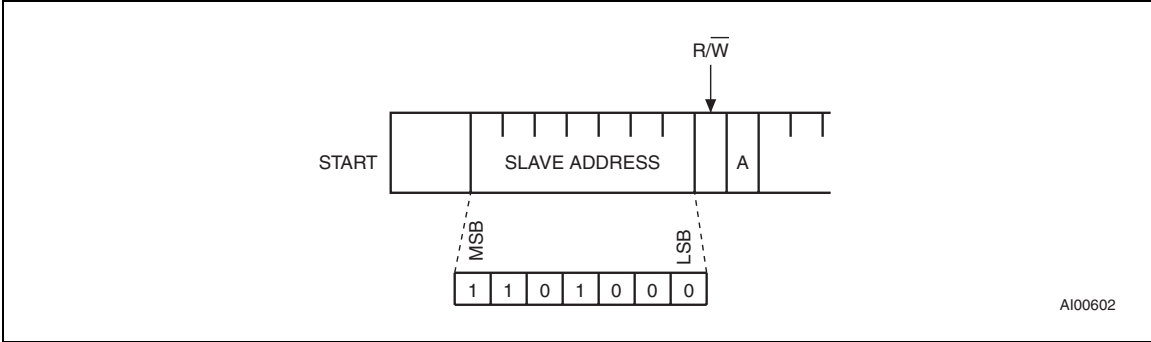 R/W̅
START
SLAVE ADDRESS
A
MSB
LSB
1 1 0 1 0 0 0
AI00602